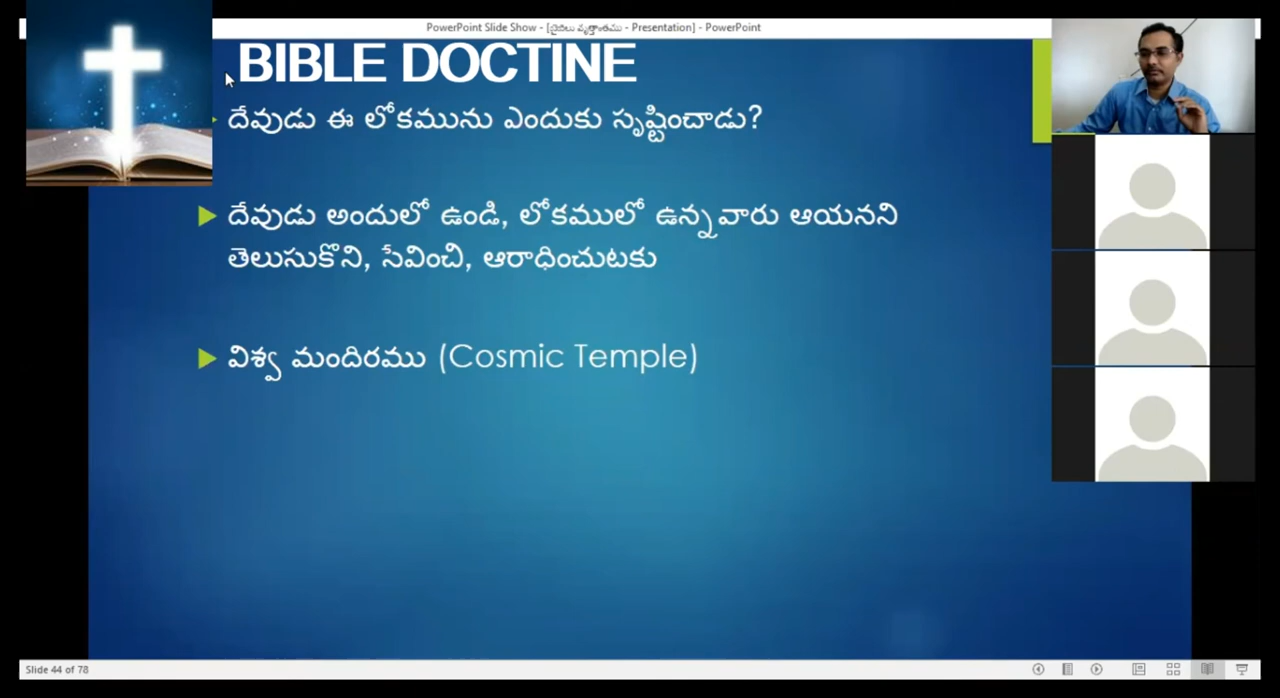 PowerPoint Slide Show - [బైబిలు వృత్తాంతము - Presentation] - PowerPoint
BIBLE DOCTINE
దేవుడు ఈ లోకమును ఎందుకు సృష్టించాడు?
దేవుడు అందులో ఉండి, లోకములో ఉన్నవారు ఆయనని
తెలుసుకొని, సేవించి, ఆరాధించుటకు
విశ్వ మందిరము (Cosmic Temple)
Slide 44 of 78